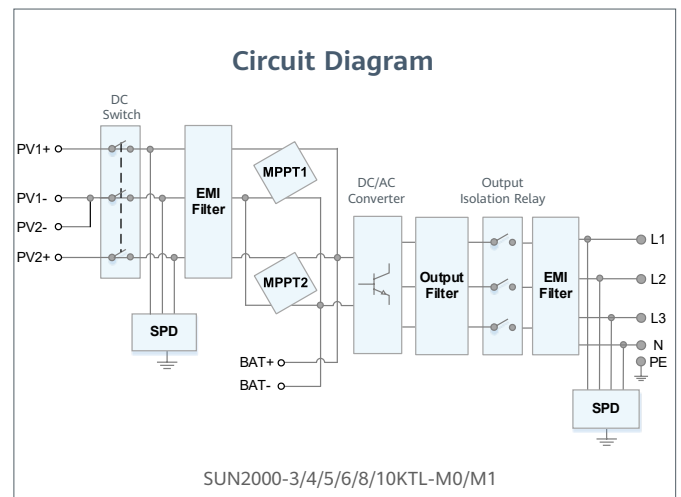 Circuit Diagram
DC
Switch
PV1+
PV1-
PV2-
PV2+
EMI
Filter
MPPT1
MPPT2
SPD
BAT+
BAT-
DC/AC
Converter
Output
Filter
Output
Isolation Relay
EMI
Filter
L1
L2
L3
N
PE
SPD
SUN2000-3/4/5/6/8/10KTL-M0/M1